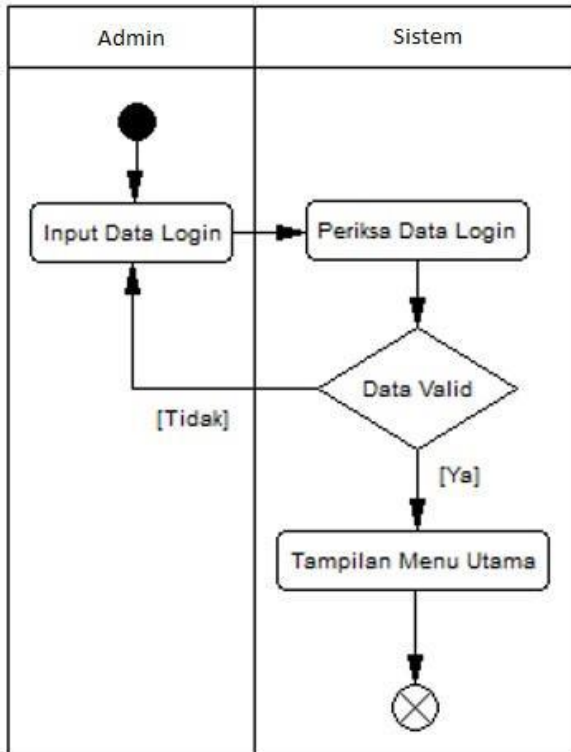 Admin
Sistem
Input Data Login
Periksa Data Login
Data Valid
[Tidak]
[Ya]
Tampilan Menu Utama